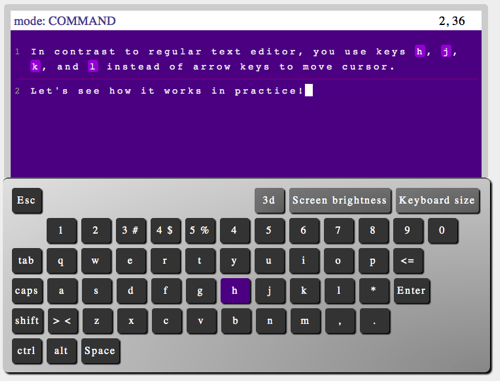 mode: COMMAND 2, 36
1 In contrast to regular text editor, you use keys h, j,
k, and l instead of arrow keys to move cursor.
2 Let's see how it works in practice!
Esc 3d Screen brightness Keyboard size
1 2 3 # 4 $ 5 % 4 5 6 7 8 9 0
tab q w e r t y u i o p <=
caps a s d f g h j k l * Enter
shift > < z x c v b n m , .
ctrl alt Space